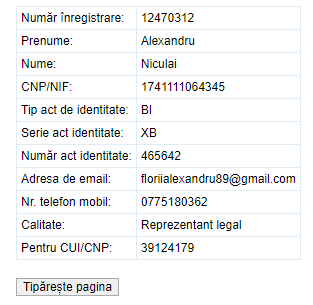 Număr înregistrare: 12470312
Prenume: Alexandru
Nume: Niculai
CNP/NIF: 1741111064345
Tip act de identitate: BI
Serie act identitate: XB
Număr act identitate: 465642
Adresa de email: floriialexandru89@gmail.com
Nr. telefon mobil: 0775180362
Calitate: Reprezentant legal
Pentru CUI/CNP: 39124179
Tipărește pagina